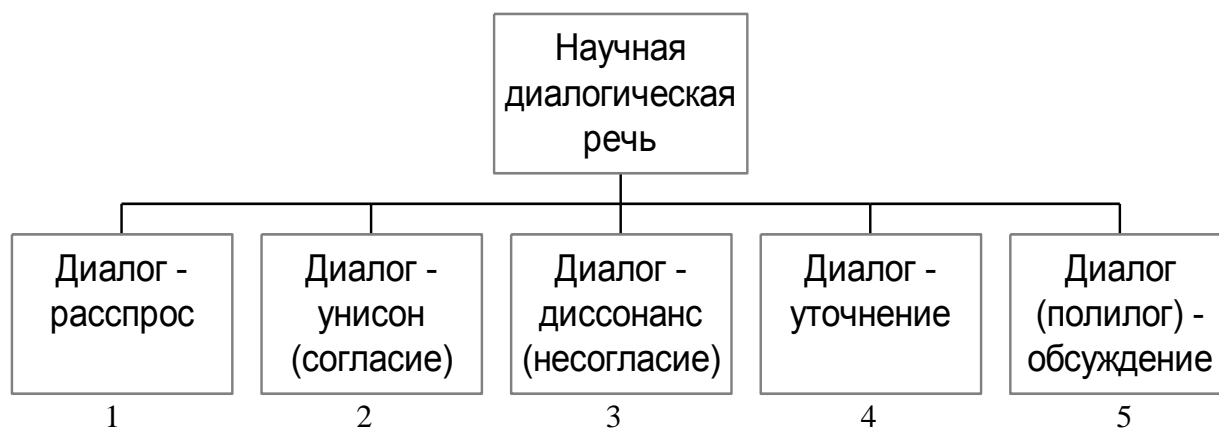 Научная
диалогическая
речь
Диалог -
расспрос
Диалог -
унисон
(согласие)
Диалог -
диссонанс
(несогласие)
Диалог -
уточнение
Диалог
(полилог) -
обсуждение
1
2
3
4
5